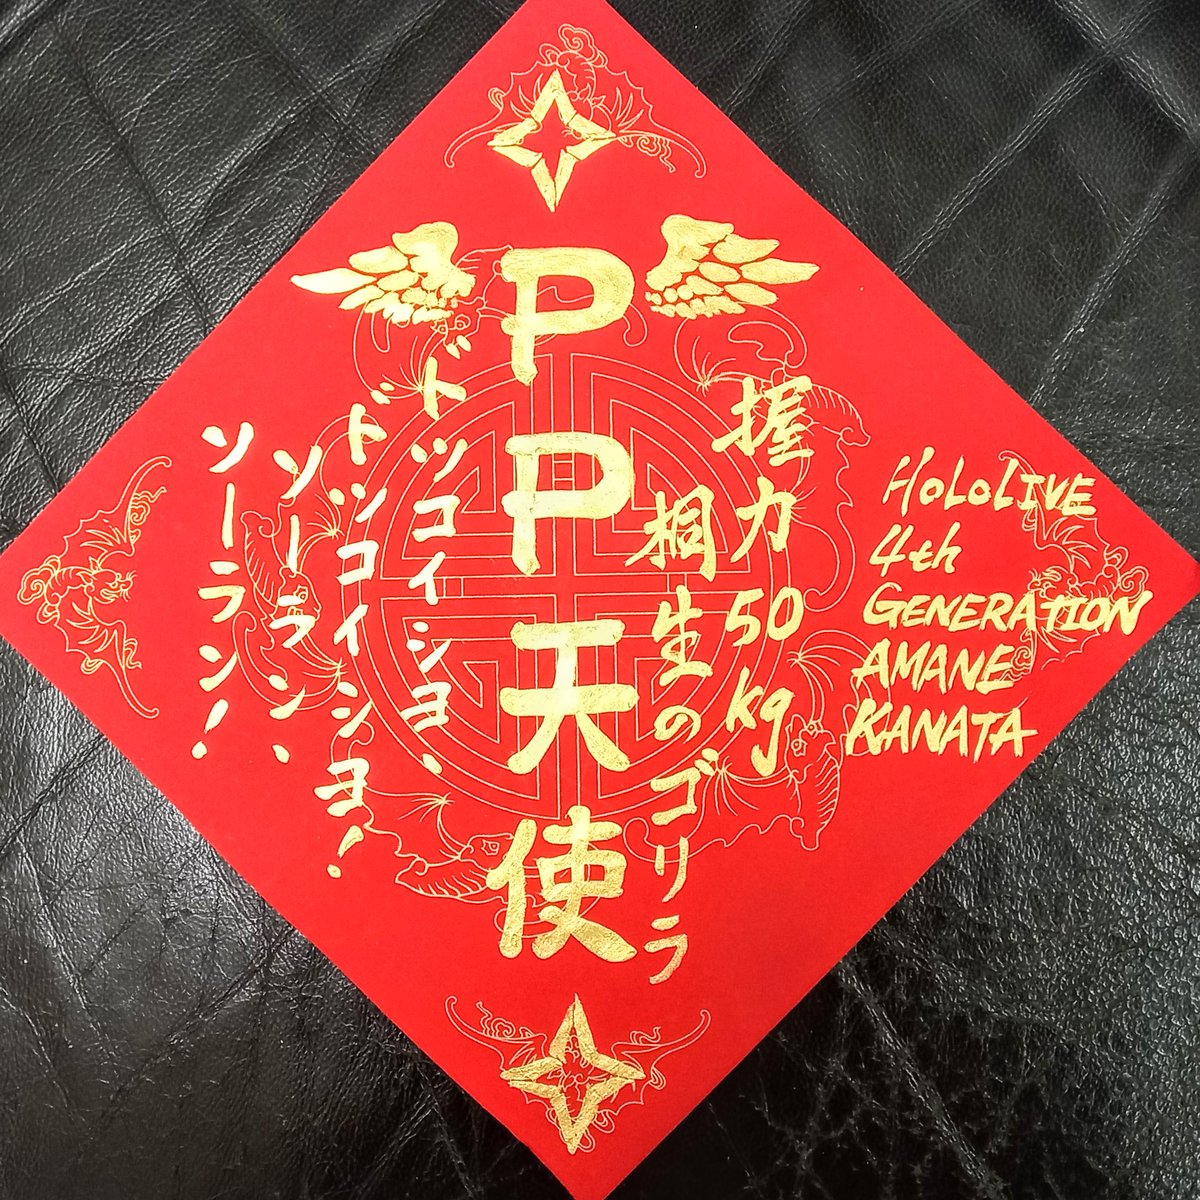 HOLOLIVE
4th
GENERATION
AMANE
KANATA
握力50kg
桐生のゴリラ
PP天使
ドッコイショ、
ドッコイショ!
ソーラン、
ソーラン!